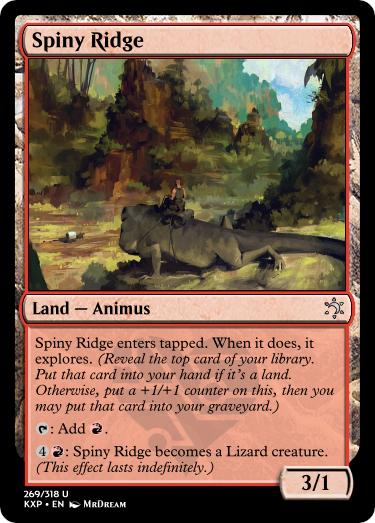 Spiny Ridge
Land — Animus
Spiny Ridge enters tapped. When it does, it
explores. (Reveal the top card of your library.
Put that card into your hand if it's a land.
Otherwise, put a +1/+1 counter on this, then you
may put that card into your graveyard.)
: Add R.
4 R: Spiny Ridge becomes a Lizard creature.
(This effect lasts indefinitely.)
3/1
269/318 U
KXP • EN MrDream